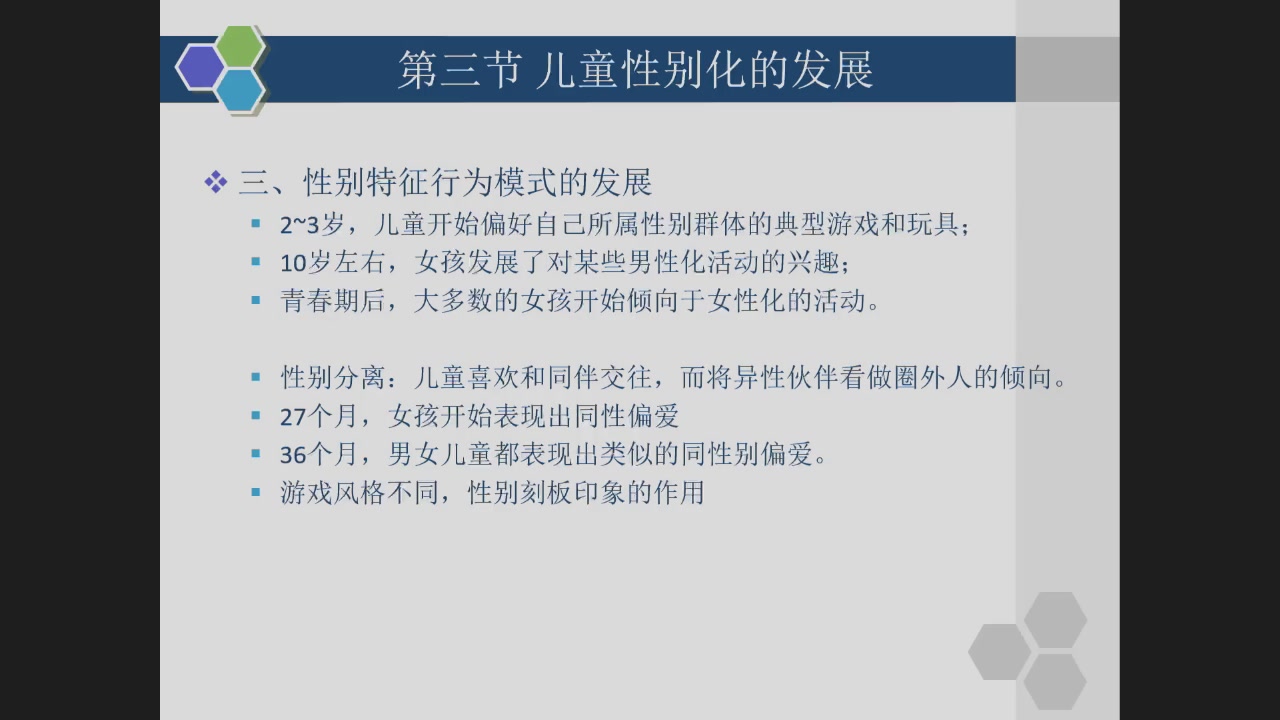 第三节 儿童性别化的发展
三、性别特征行为模式的发展
2~3岁，儿童开始偏好自己所属性别群体的典型游戏和玩具；
10岁左右，女孩发展了对某些男性化活动的兴趣；
青春期后，大多数的女孩开始倾向于女性化的活动。
性别分离：儿童喜欢和同伴交往，而将异性伙伴看做圈外人的倾向。
27个月，女孩开始表现出同性偏爱
36个月，男女儿童都表现出类似的同性别偏爱。
游戏风格不同，性别刻板印象的作用